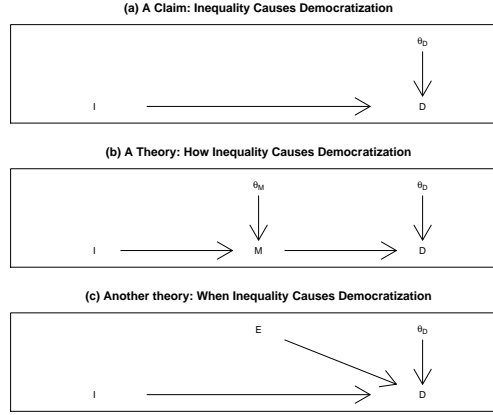 (a) A Claim: Inequality Causes Democratization
θD
I D
(b) A Theory: How Inequality Causes Democratization
θM θD
I M D
(c) Another theory: When Inequality Causes Democratization
E θD
I D